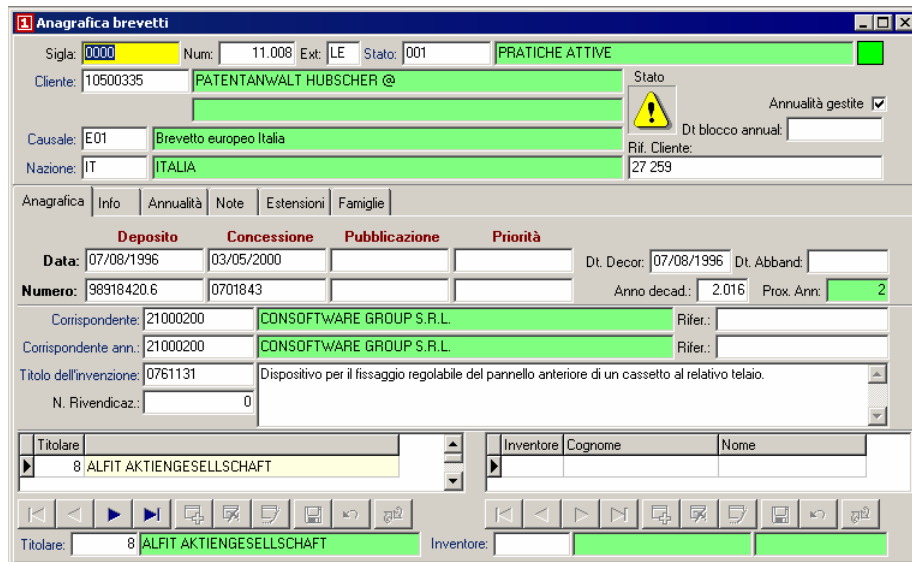 1 Anagrafica brevetti
Sigla: 0000 Num: 11.008 Ext: LE Stato: 001 PRATICHE ATTIVE
Cliente: 10500335 PATENTANWALT HUBSCHER @ Stato
Annualità gestite
Dt blocco annual:
Causale: E01 Brevetto europeo Italia Rif. Cliente:
Nazione: IT ITALIA 27 259
Anagrafica Info Annualità Note Estensioni Famiglie
Deposito Concessione Pubblicazione Priorità
Data: 07/08/1996 03/05/2000 Dt. Decor: 07/08/1996 Dt. Abband:
Numero: 98918420.6 0701843 Anno decad.: 2.016 Prox. Ann: 2
Corrispondente: 21000200 CONSOFTWARE GROUP S.R.L. Rifer.:
Corrispondente ann.: 21000200 CONSOFTWARE GROUP S.R.L. Rifer.:
Titolo dell'invenzione: 0761131 Dispositivo per il fissaggio regolabile del pannello anteriore di un cassetto al relativo telaio.
N. Rivendicaz.: 0
Titolare Inventore Cognome Nome
8 ALFIT AKTIENGESELLSCHAFT
Titolare: 8 ALFIT AKTIENGESELLSCHAFT Inventore: